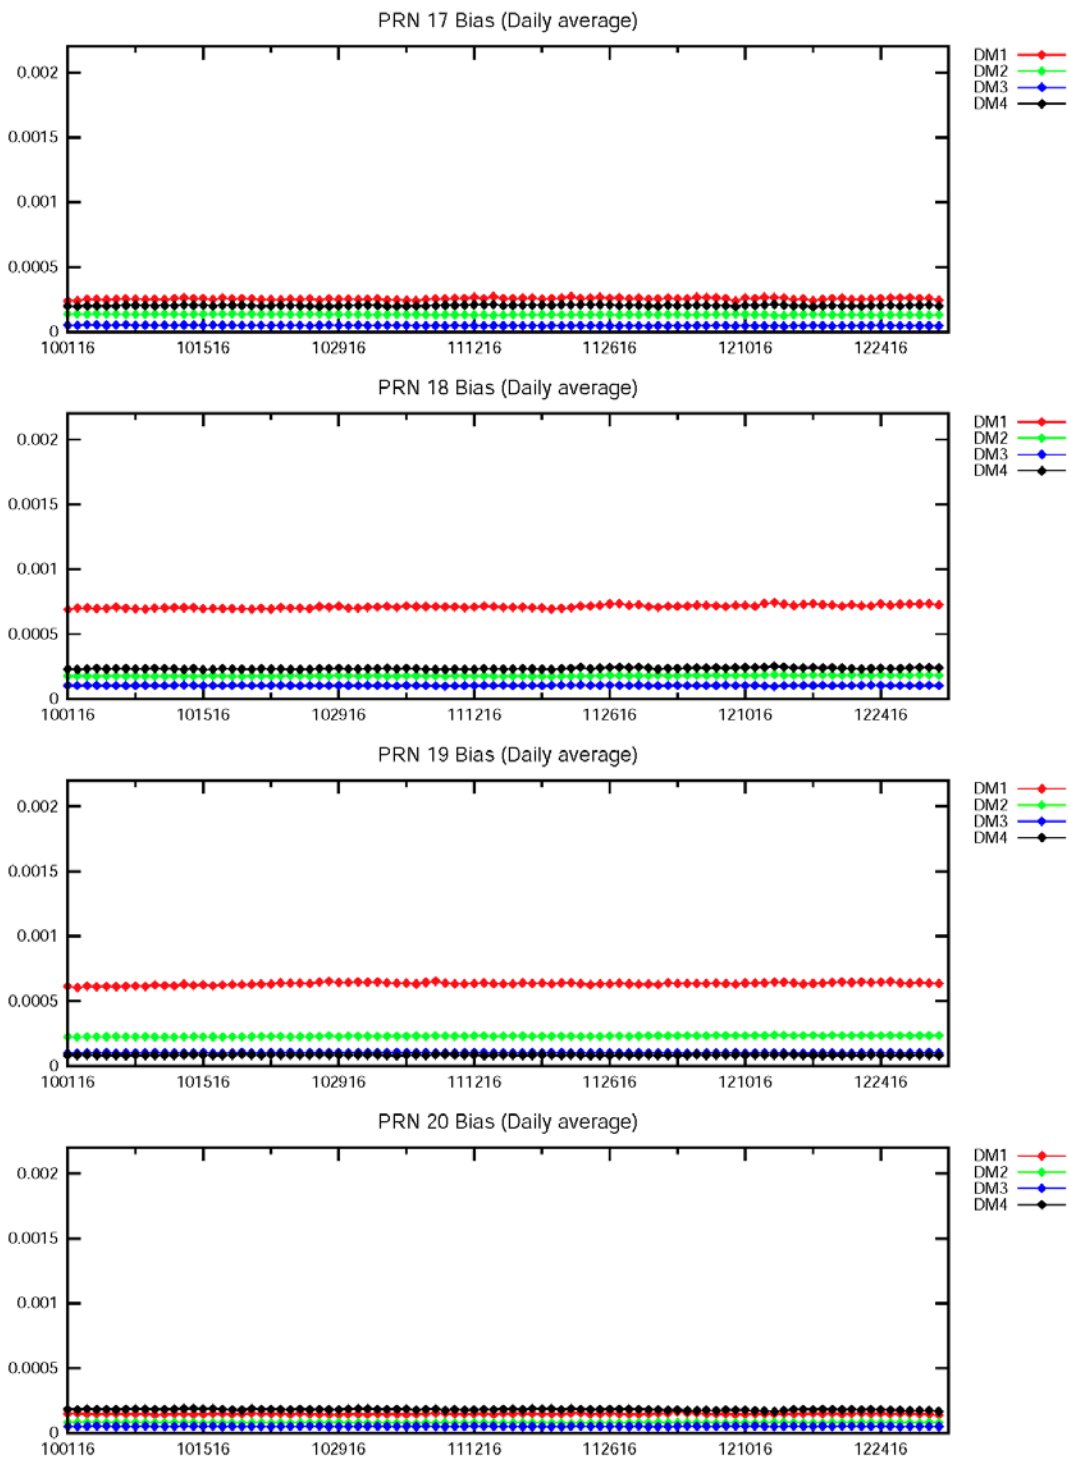 PRN 17 Bias (Daily average)
DM1
DM2
DM3
DM4
0.002
0.0015
0.001
0.0005
0
100116 101516 102916 111216 112616 121016 122416
PRN 18 Bias (Daily average)
DM1
DM2
DM3
DM4
0.002
0.0015
0.001
0.0005
0
100116 101516 102916 111216 112616 121016 122416
PRN 19 Bias (Daily average)
DM1
DM2
DM3
DM4
0.002
0.0015
0.001
0.0005
0
100116 101516 102916 111216 112616 121016 122416
PRN 20 Bias (Daily average)
DM1
DM2
DM3
DM4
0.002
0.0015
0.001
0.0005
0
100116 101516 102916 111216 112616 121016 122416